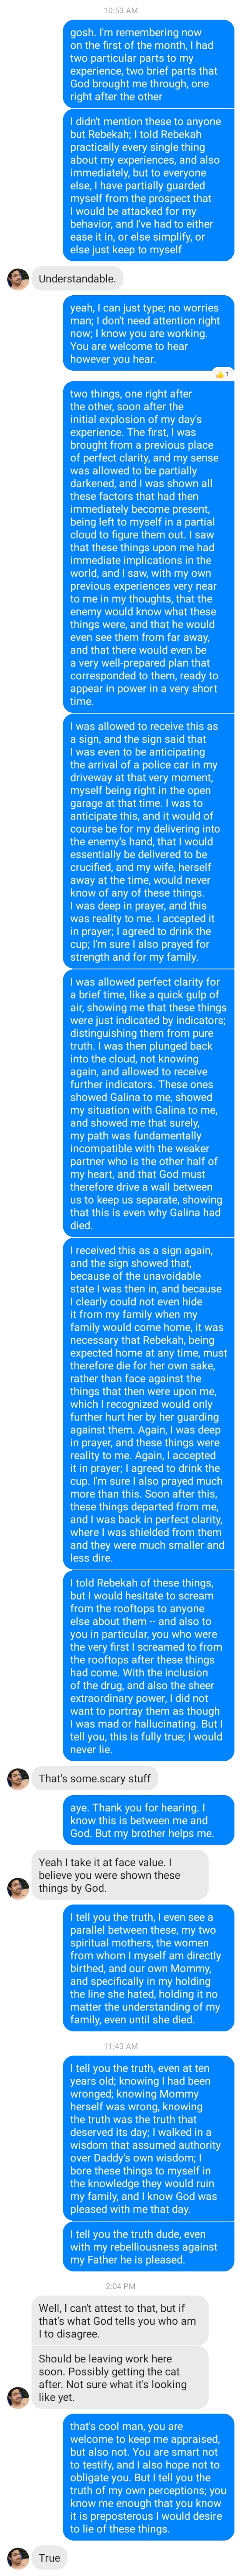 10:53 AM
gosh. I'm remembering now
on the first of the month, I had
two particular parts to my
experience, two brief parts that
God brought me through, one
right after the other
I didn't mention these to anyone
but Rebekah; I told Rebekah
practically every single thing
about my experiences, and also
immediately, but to everyone
else, I have partially guarded
myself from the prospect that
I would be attacked for my
behavior, and I've had to either
ease it in, or else simplify, or
else just keep to myself
Understandable.
yeah, I can just type; no worries
man; I don't need attention right
now; I know you are working.
You are welcome to hear
however you hear.
👍 1
two things, one right after
the other, soon after the
initial explosion of my day's
experience. The first, I was
brought from a previous place
of perfect clarity, and my sense
was allowed to be partially
darkened, and I was shown all
these factors that had then
immediately become present,
being left to myself in a partial
cloud to figure them out. I saw
that these things upon me had
immediate implications in the
world, and I saw, with my own
previous experiences very near
to me in my thoughts, that the
enemy would know what these
things were, and that he would
even see them from far away,
and that there would even be
a very well-prepared plan that
corresponded to them, ready to
appear in power in a very short
time.
I was allowed to receive this as
a sign, and the sign said that
I was even to be anticipating
the arrival of a police car in my
driveway at that very moment,
myself being right in the open
garage at that time. I was to
anticipate this, and it would of
course be for my delivering into
the enemy's hand, that I would
essentially be delivered to be
crucified, and my wife, herself
away at the time, would never
know of any of these things.
I was deep in prayer, and this
was reality to me. I accepted it
in prayer; I agreed to drink the
cup; I'm sure I also prayed for
strength and for my family.
I was allowed perfect clarity for
a brief time, like a quick gulp of
air, showing me that these things
were just indicated by indicators;
distinguishing them from pure
truth. I was then plunged back
into the cloud, not knowing
again, and allowed to receive
further indicators. These ones
showed Galina to me, showed
my situation with Galina to me,
and showed me that surely,
my path was fundamentally
incompatible with the weaker
partner who is the other half of
my heart, and that God must
therefore drive a wall between
us to keep us separate, showing
that this is even why Galina had
died.
I received this as a sign again,
and the sign showed that,
because of the unavoidable
state I was then in, and because
I clearly could not even hide
it from my family when my
family would come home, it was
necessary that Rebekah, being
expected home at any time, must
therefore die for her own sake,
rather than face against the
things that then were upon me,
which I recognized would only
further hurt her by her guarding
against them. Again, I was deep
in prayer, and these things were
reality to me. Again, I accepted
it in prayer; I agreed to drink the
cup. I'm sure I also prayed much
more than this. Soon after this,
these things departed from me,
and I was back in perfect clarity,
where I was shielded from them
and they were much smaller and
less dire.
I told Rebekah of these things,
but I would hesitate to scream
from the rooftops to anyone
else about them -- and also to
you in particular, you who were
the very first I screamed to from
the rooftops after these things
had come. With the inclusion
of the drug, and also the sheer
extraordinary power, I did not
want to portray them as though
I was mad or hallucinating. But I
tell you, this is fully true; I would
never lie.
That's some.scary stuff
aye. Thank you for hearing. I
know this is between me and
God. But my brother helps me.
Yeah I take it at face value. I
believe you were shown these
things by God.
I tell you the truth, I even see a
parallel between these, my two
spiritual mothers, the women
from whom I myself am directly
birthed, and our own Mommy,
and specifically in my holding
the line she hated, holding it no
matter the understanding of my
family, even until she died.
11:43 AM
I tell you the truth, even at ten
years old; knowing I had been
wronged; knowing Mommy
herself was wrong, knowing
the truth was the truth that
deserved its day; I walked in a
wisdom that assumed authority
over Daddy's own wisdom; I
bore these things to myself in
the knowledge they would ruin
my family, and I know God was
pleased with me that day.
I tell you the truth dude, even
with my rebelliousness against
my Father he is pleased.
2:04 PM
Well, I can't attest to that, but if
that's what God tells you who am
I to disagree.
Should be leaving work here
soon. Possibly getting the cat
after. Not sure what it's looking
like yet.
that's cool man, you are
welcome to keep me appraised,
but also not. You are smart not
to testify, and I also hope not to
obligate you. But I tell you the
truth of my own perceptions; you
know me enough that you know
it is preposterous I would desire
to lie of these things.
True